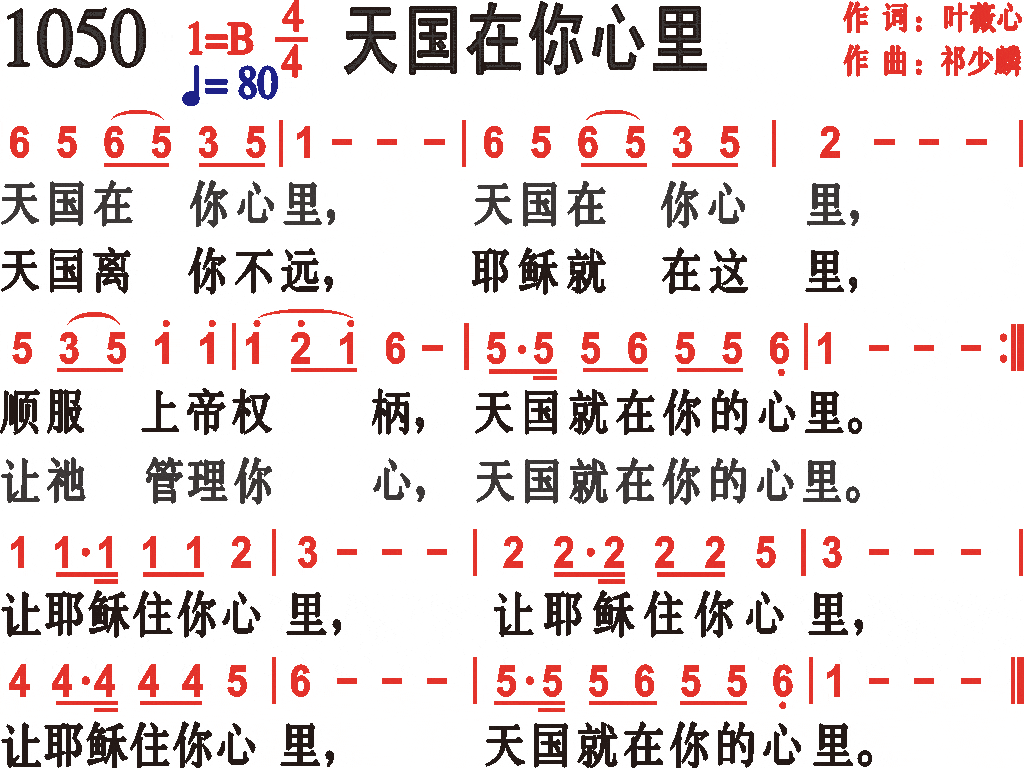 1050 1=B 4/4 天国在你心里 作 词：叶薇心
♩= 80 作 曲：祁少麟
6 5 6 5 3 5 | 1 － － － | 6 5 6 5 3 5 | 2 － － － |
天国在 你心里， 天国在 你心 里，
天国离 你不远， 耶稣就 在这 里，
5 3 5 1̇ 1̇ | 1̇ 2̇ 1̇ 6 － | 5·5 5 6 5 5 6̣ | 1 － － － :‖
顺服 上帝权 柄， 天国就在你的心里。
让祂 管理你 心， 天国就在你的心里。
1 1·1 1 1 2 | 3 － － － | 2 2·2 2 2 5 | 3 － － － |
让耶稣住你心 里， 让耶稣住你心 里，
4 4·4 4 4 5 | 6 － － － | 5·5 5 6 5 5 6̣ | 1 － － － ‖
让耶稣住你心 里， 天国就在你的心里。